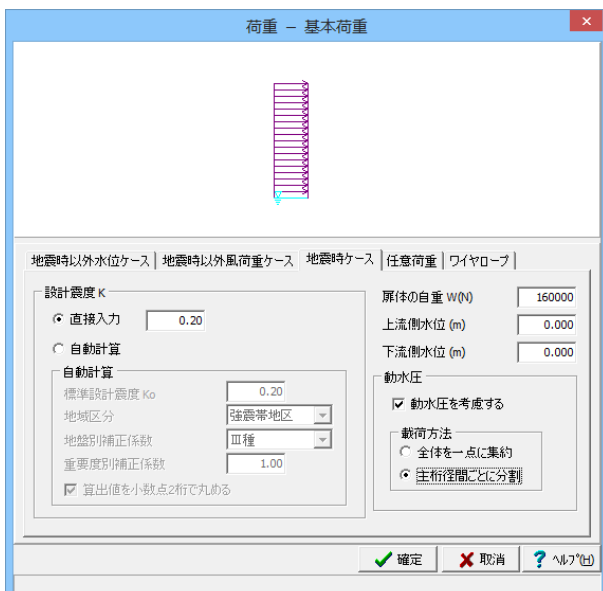 荷重 － 基本荷重
地震時以外水位ケース 地震時以外風荷重ケース 地震時ケース 任意荷重 ワイヤロープ
設計震度 K
直接入力 0.20
自動計算
自動計算
標準設計震度 Ko 0.20
地域区分 強震帯地区
地盤別補正係数 Ⅲ種
重要度別補正係数 1.00
算出値を小数点2桁で丸める
扉体の自重 W(N) 160000
上流側水位 (m) 0.000
下流側水位 (m) 0.000
動水圧
動水圧を考慮する
載荷方法
全体を一点に集約
主桁径間ごとに分割
確定 取消 ? ヘルプ(H)